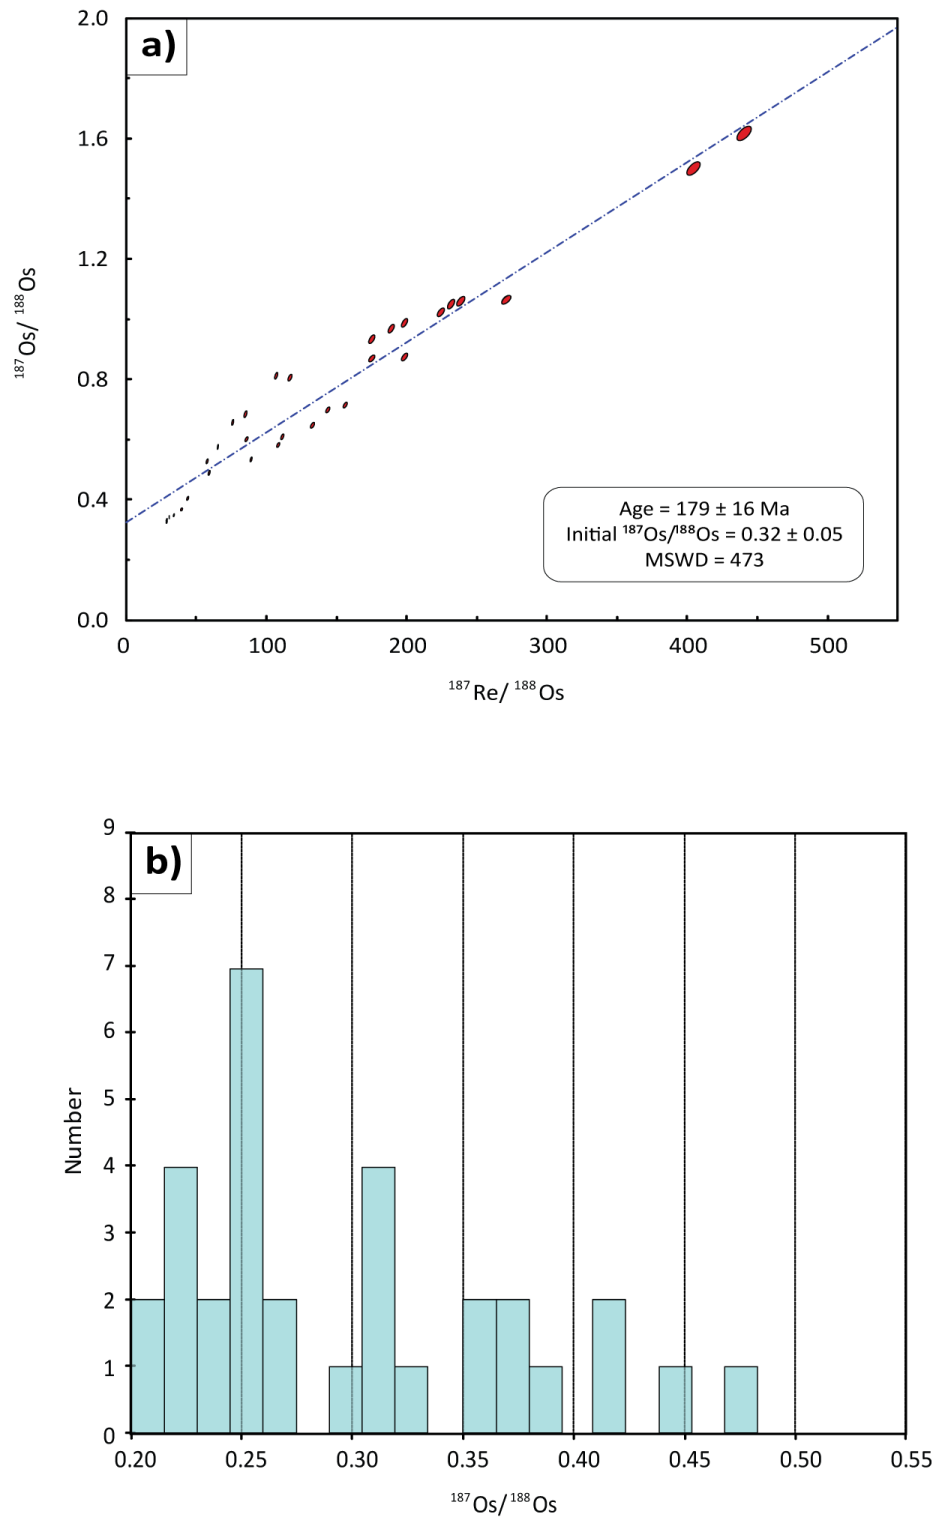 a)
2.0
1.6
1.2
0.8
0.4
0.0
187Os/ 188Os
Age = 179 ± 16 Ma
Initial 187Os/188Os = 0.32 ± 0.05
MSWD = 473
0 100 200 300 400 500
187Re/ 188Os
b)
9
8
7
6
5
4
3
2
1
0
Number
0.20 0.25 0.30 0.35 0.40 0.45 0.50 0.55
187Os/188Os